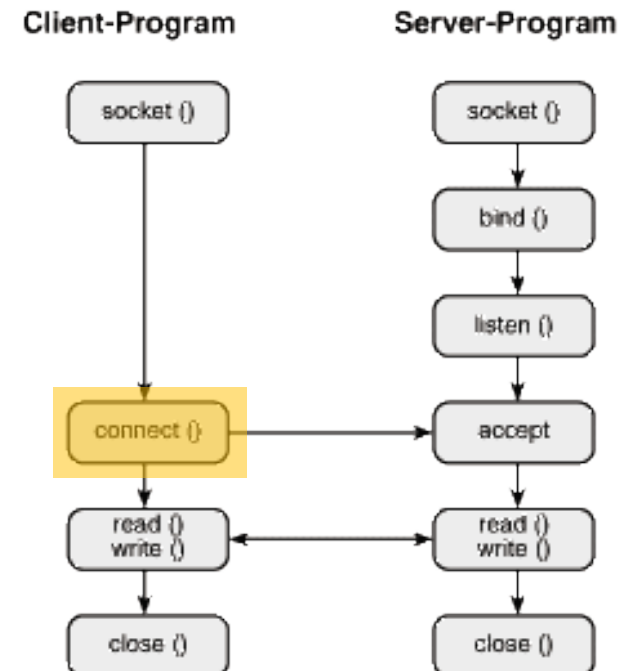 Client-Program
Server-Program
socket ()
socket ()
bind ()
listen ()
connect ()
accept
read ()
write ()
read ()
write ()
close ()
close ()